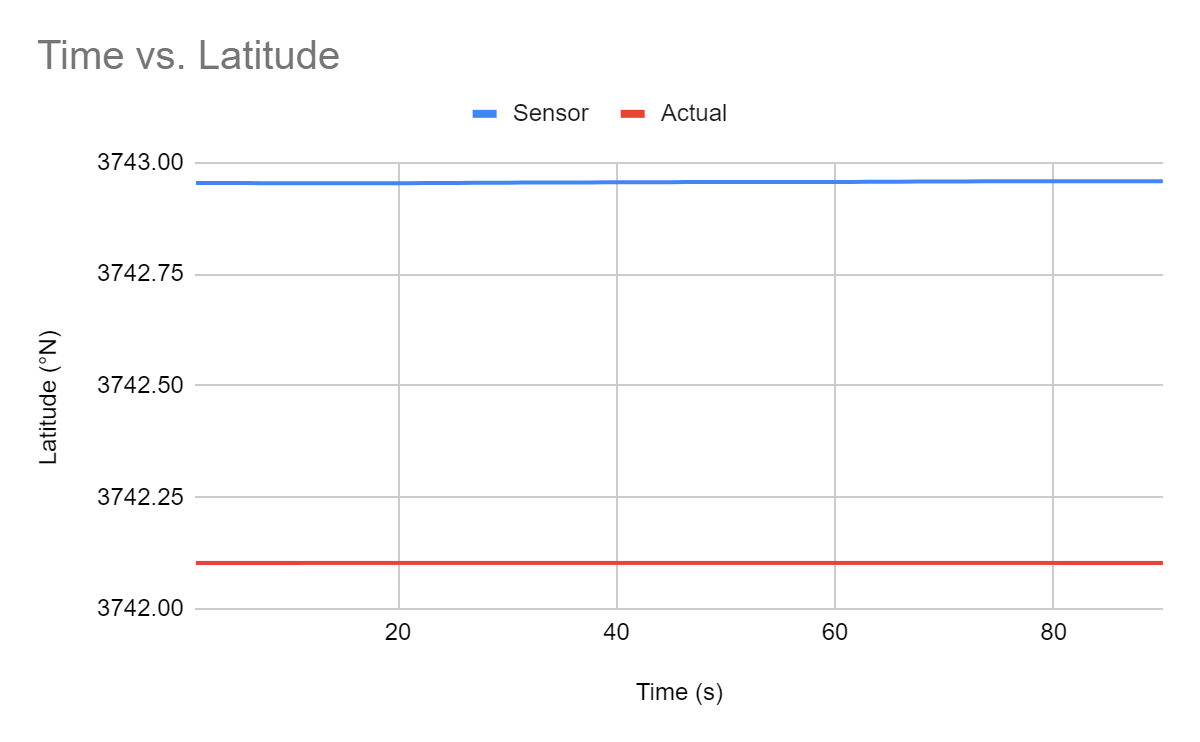 Time vs. Latitude
Sensor Actual
3743.00
3742.75
3742.50
3742.25
3742.00
Latitude (°N)
20 40 60 80
Time (s)